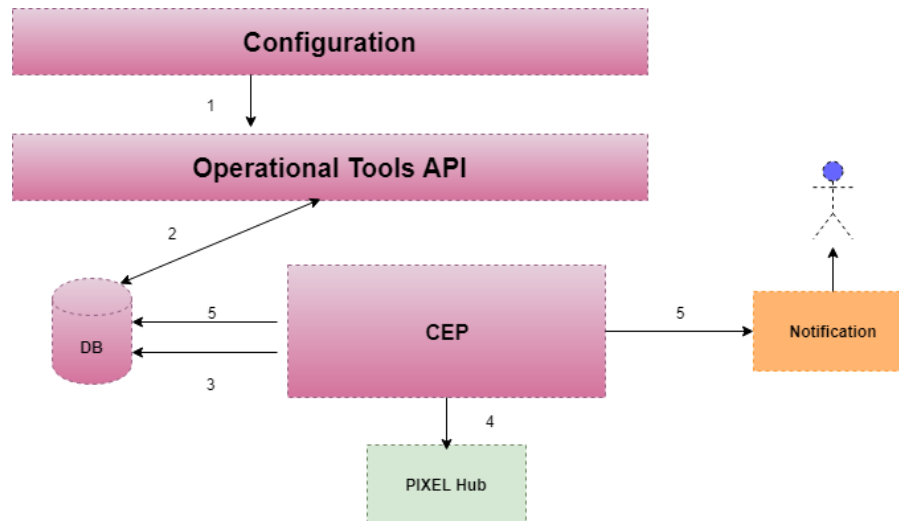 Configuration
1
Operational Tools API
2
5
CEP
5
Notification
DB
3
4
PIXEL Hub